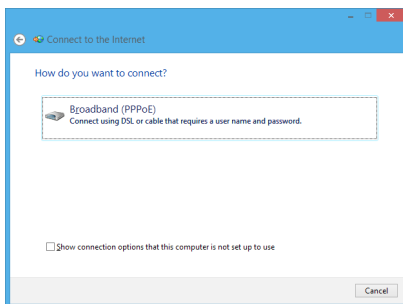 Connect to the Internet
How do you want to connect?
Broadband (PPPoE)
Connect using DSL or cable that requires a user name and password.
Show connection options that this computer is not set up to use
Cancel